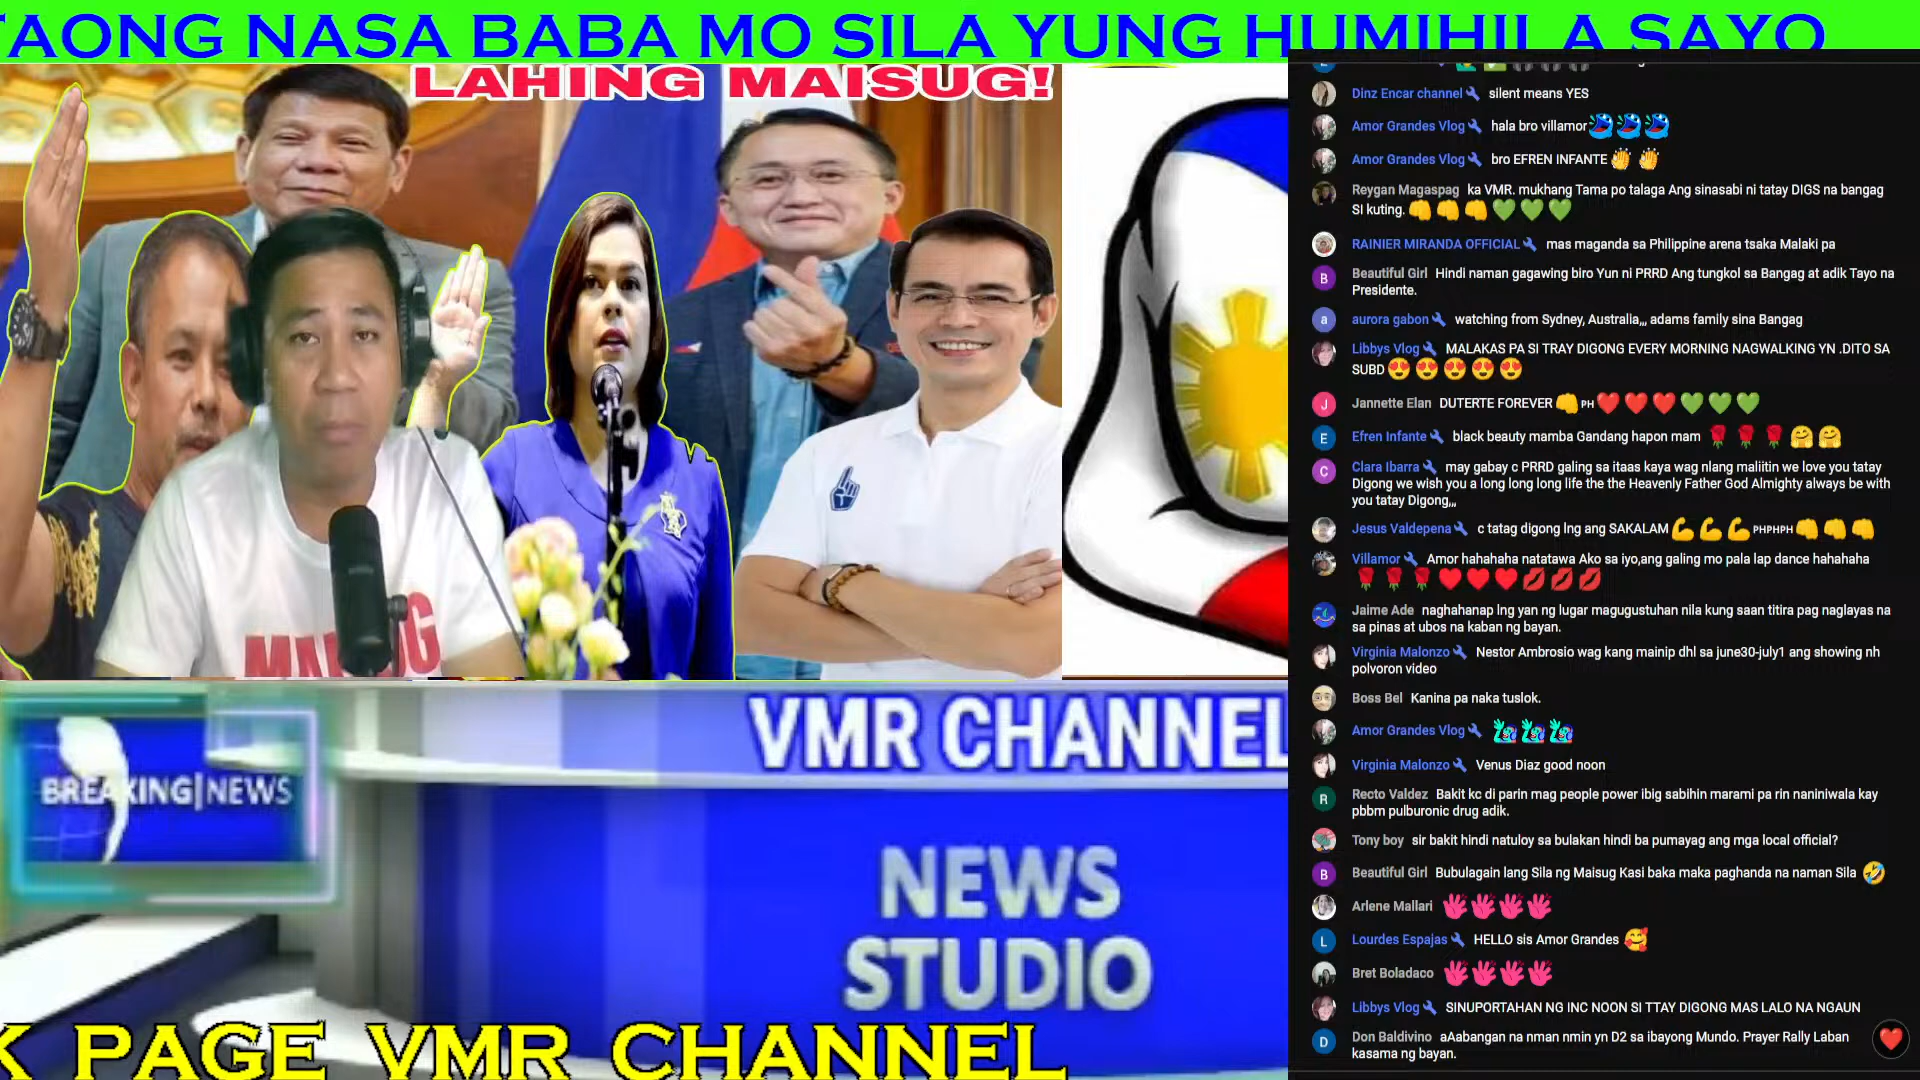 TAONG NASA BABA MO SILA YUNG HUMIHILA SAYO
LAHING MAISUG!
Dinz Encar channel silent means YES
Amor Grandes Vlog hala bro villamor
Amor Grandes Vlog bro EFREN INFANTE
Reygan Magaspag ka VMR. mukhang Tama po talaga Ang sinasabi ni tatay DIGS na bangag
SI kuting. 👊👊👊💚💚💚
RAINIER MIRANDA OFFICIAL mas maganda sa Philippine arena tsaka Malaki pa
B Beautiful Girl Hindi naman gagawing biro Yun ni PRRD Ang tungkol sa Bangag at adik Tayo na
Presidente.
a aurora gabon watching from Sydney, Australia,,, adams family sina Bangag
Libbys Vlog MALAKAS PA SI TRAY DIGONG EVERY MORNING NAGWALKING YN .DITO SA
SUBD😍😍😍😍😍
J Jannette Elan DUTERTE FOREVER 👊PH❤️❤️❤️💚💚💚
E Efren Infante black beauty mamba Gandang hapon mam 🌹🌹🌹🤗🤗
C Clara Ibarra may gabay c PRRD galing sa itaas kaya wag nlang maliitin we love you tatay
Digong we wish you a long long long life the the Heavenly Father God Almighty always be with
you tatay Digong,,,
Jesus Valdepena c tatag digong lng ang SAKALAM💪💪💪PHPHPH👊👊👊
Villamor Amor hahahaha natatawa Ako sa iyo,ang galing mo pala lap dance hahahaha
🌹🌹🌹❤️❤️❤️💋💋💋
Jaime Ade naghahanap lng yan ng lugar magugustuhan nila kung saan titira pag naglayas na
sa pinas at ubos na kaban ng bayan.
Virginia Malonzo Nestor Ambrosio wag kang mainip dhl sa june30-july1 ang showing nh
polvoron video
Boss Bel Kanina pa naka tuslok.
Amor Grandes Vlog
Virginia Malonzo Venus Diaz good noon
R Recto Valdez Bakit kc di parin mag people power ibig sabihin marami pa rin naniniwala kay
pbbm pulburonic drug adik.
Tony boy sir bakit hindi natuloy sa bulakan hindi ba pumayag ang mga local official?
B Beautiful Girl Bubulagain lang Sila ng Maisug Kasi baka maka paghanda na naman Sila 🤣
Arlene Mallari
L Lourdes Espajas HELLO sis Amor Grandes 🥰
Bret Boladaco
Libbys Vlog SINUPORTAHAN NG INC NOON SI TTAY DIGONG MAS LALO NA NGAUN
D Don Baldivino aAabangan na nman nmin yn D2 sa ibayong Mundo. Prayer Rally Laban
kasama ng bayan.
VMR CHANNEL
BREAKING|NEWS
NEWS
STUDIO
K PAGE VMR CHANNEL